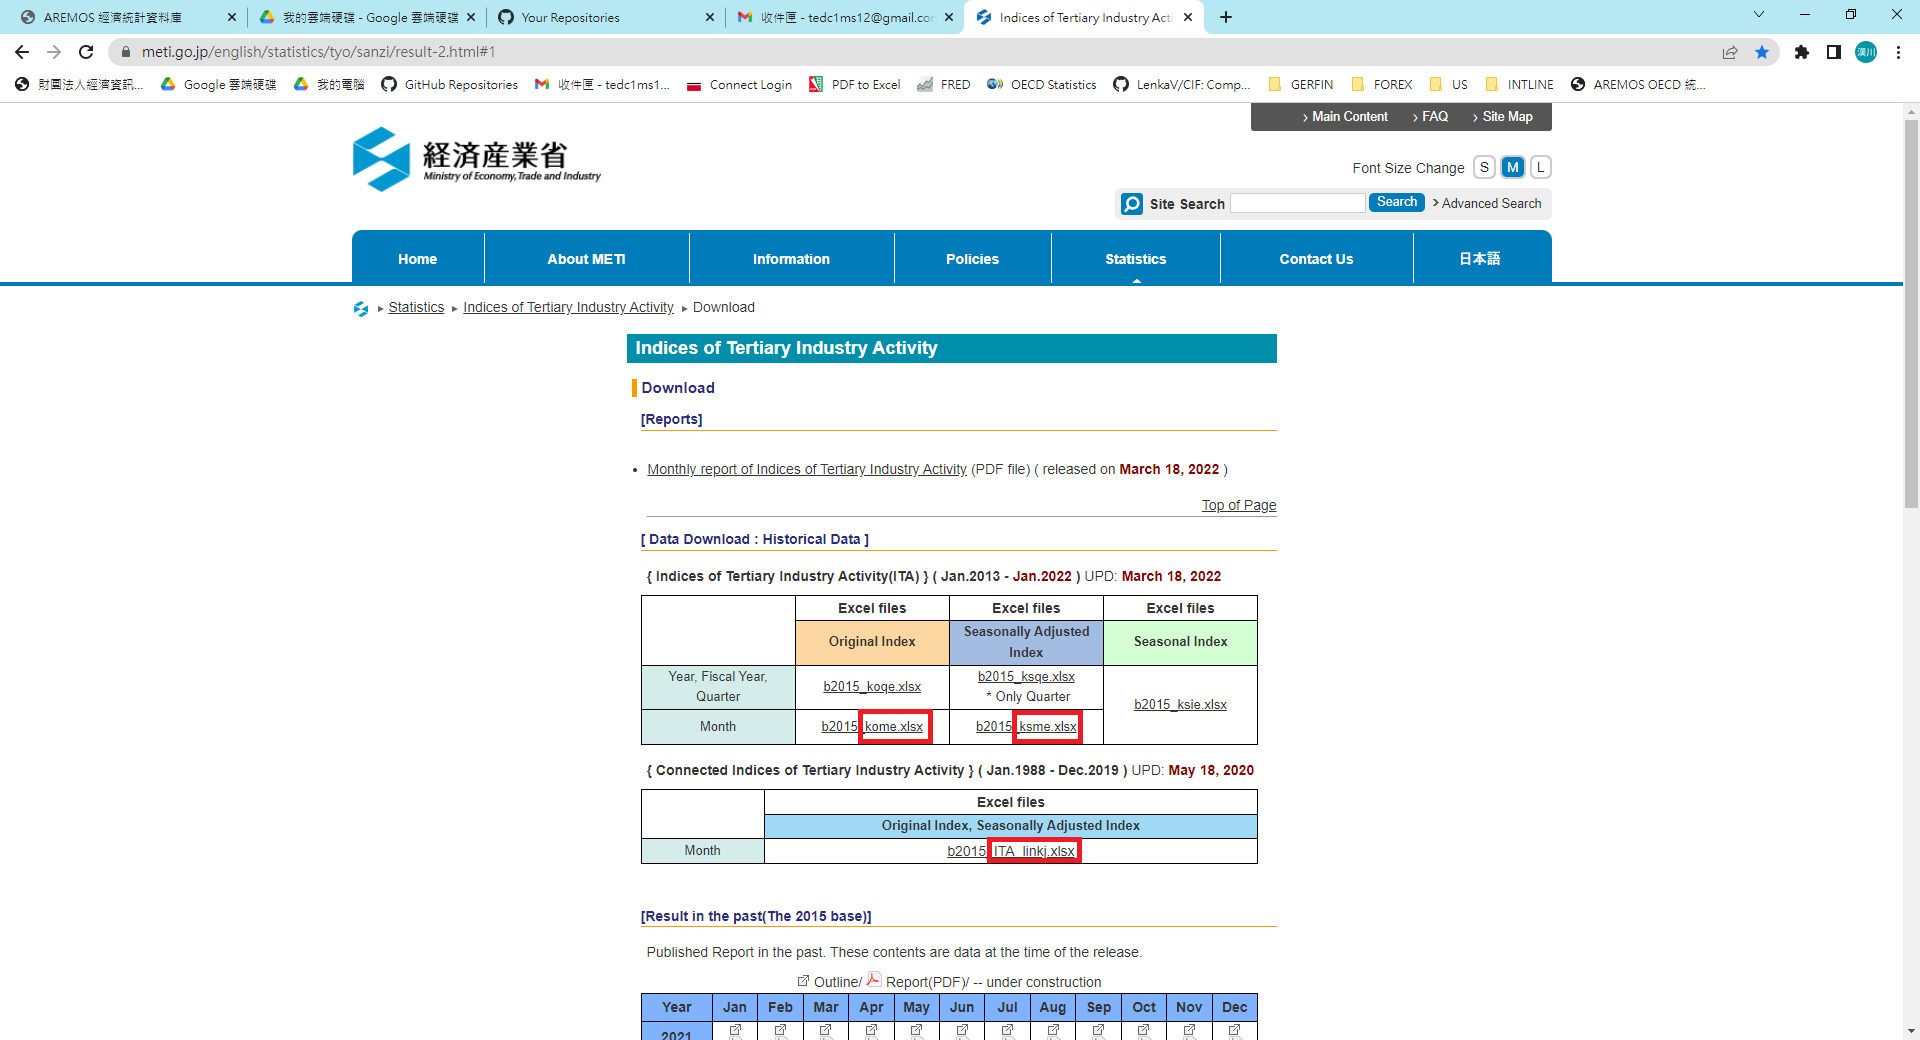 AREMOS 經濟統計資料庫
我的雲端硬碟 - Google 雲端硬碟
Your Repositories
收件匣 - tedc1ms12@gmail.cor
Indices of Tertiary Industry Acti
meti.go.jp/english/statistics/tyo/sanzi/result-2.html#1
漢川
財團法人經濟資訊...
Google 雲端硬碟
我的電腦
GitHub Repositories
收件匣 - tedc1ms1...
Connect Login
PDF to Excel
FRED
OECD Statistics
LenkaV/CIF: Comp...
GERFIN
FOREX
US
INTLINE
AREMOS OECD 統...
Main Content
FAQ
Site Map
経済産業省
Ministry of Economy, Trade and Industry
Font Size Change S M L
Site Search
Search
Advanced Search
Home
About METI
Information
Policies
Statistics
Contact Us
日本語
Statistics ▸ Indices of Tertiary Industry Activity ▸ Download
Indices of Tertiary Industry Activity
Download
[Reports]
• Monthly report of Indices of Tertiary Industry Activity (PDF file) ( released on March 18, 2022 )
Top of Page
[ Data Download : Historical Data ]
{ Indices of Tertiary Industry Activity(ITA) } ( Jan.2013 - Jan.2022 ) UPD: March 18, 2022
Excel files Excel files Excel files
Original Index
Seasonally Adjusted
Index
Seasonal Index
Year, Fiscal Year,
Quarter
b2015_koqe.xlsx
b2015_ksqe.xlsx
* Only Quarter
b2015_ksie.xlsx
Month
b2015_kome.xlsx
b2015_ksme.xlsx
{ Connected Indices of Tertiary Industry Activity } ( Jan.1988 - Dec.2019 ) UPD: May 18, 2020
Excel files
Original Index, Seasonally Adjusted Index
Month
b2015_ITA_linkj.xlsx
[Result in the past(The 2015 base)]
Published Report in the past. These contents are data at the time of the release.
Outline/ Report(PDF)/ -- under construction
Year Jan Feb Mar Apr May Jun Jul Aug Sep Oct Nov Dec
2021